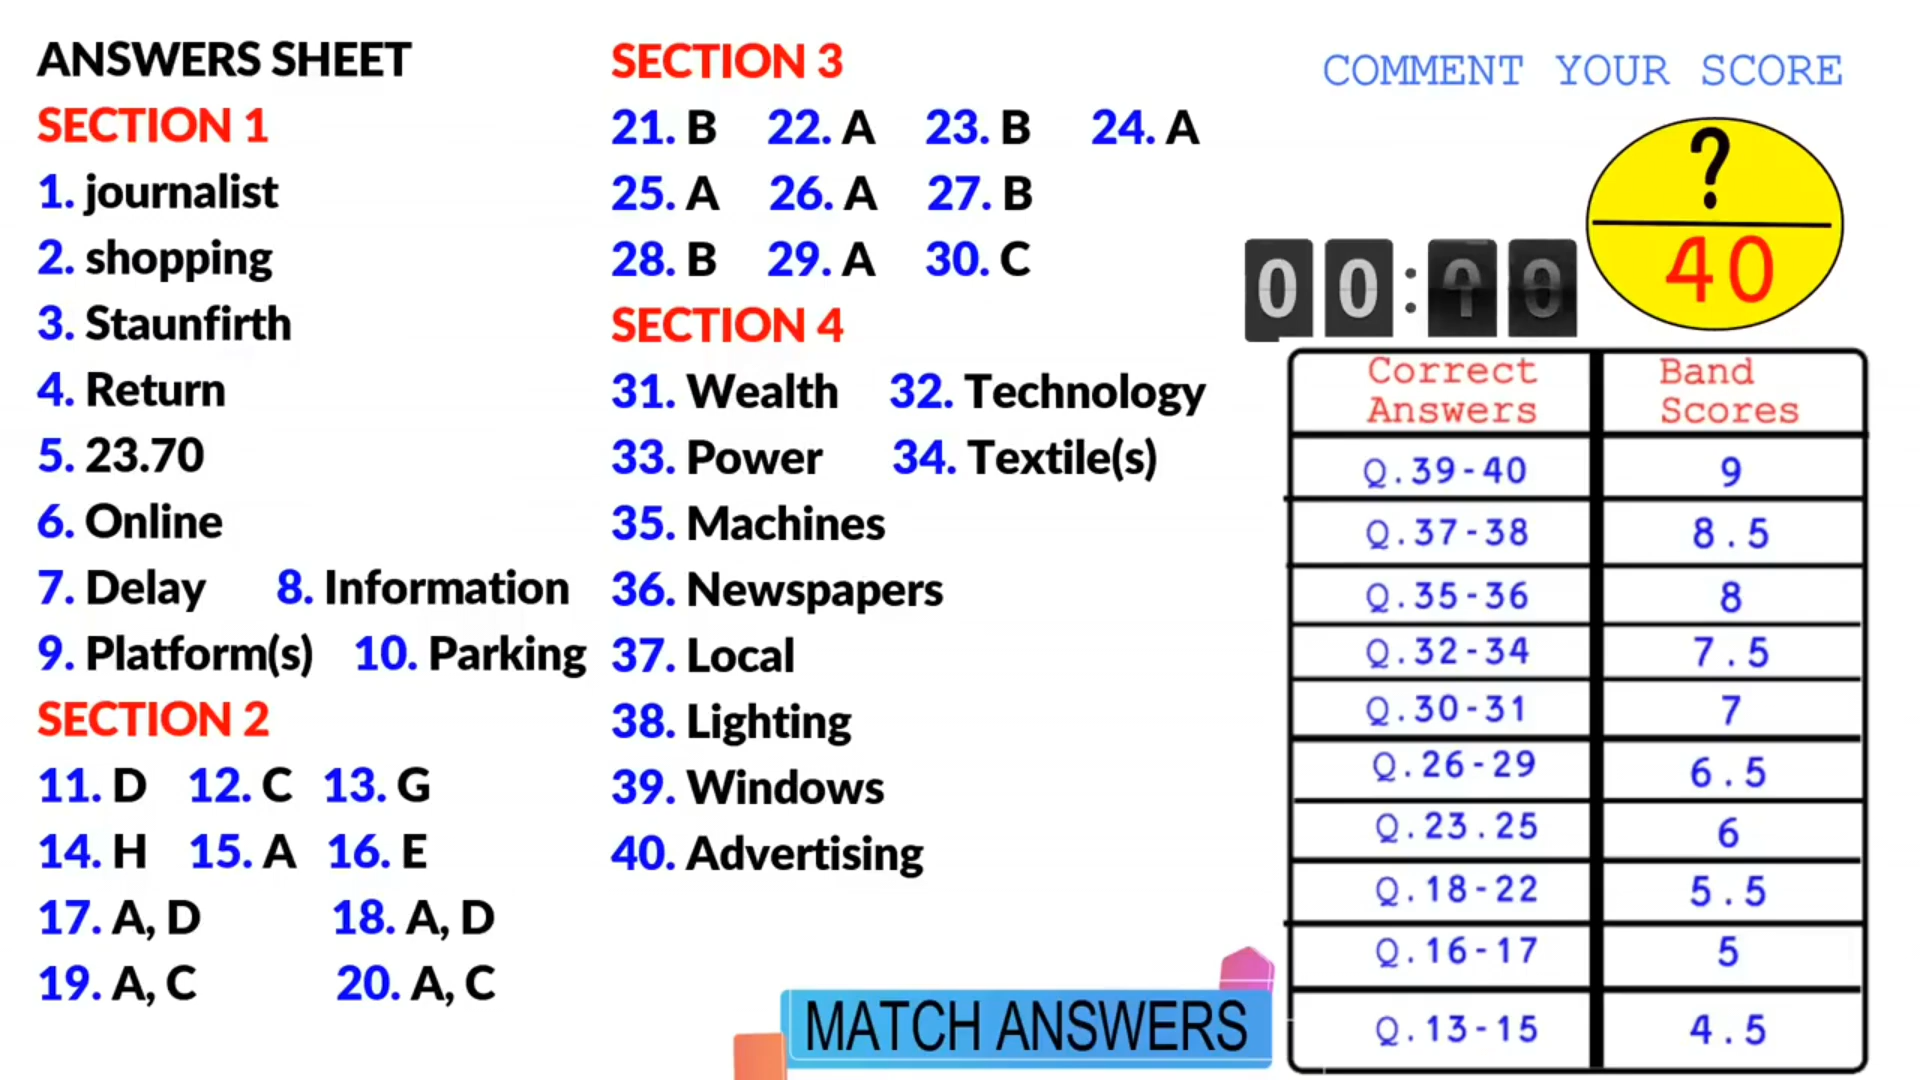 ANSWERS SHEET
SECTION 1
1. journalist
2. shopping
3. Staunfirth
4. Return
5. 23.70
6. Online
7. Delay 8. Information
9. Platform(s) 10. Parking
SECTION 2
11. D 12. C 13. G
14. H 15. A 16. E
17. A, D 18. A, D
19. A, C 20. A, C
SECTION 3
21. B 22. A 23. B 24. A
25. A 26. A 27. B
28. B 29. A 30. C
SECTION 4
31. Wealth 32. Technology
33. Power 34. Textile(s)
35. Machines
36. Newspapers
37. Local
38. Lighting
39. Windows
40. Advertising
MATCH ANSWERS
COMMENT YOUR SCORE
?
40
00:
Correct Answers Band Scores
Q.39-40 9
Q.37-38 8.5
Q.35-36 8
Q.32-34 7.5
Q.30-31 7
Q.26-29 6.5
Q.23.25 6
Q.18-22 5.5
Q.16-17 5
Q.13-15 4.5